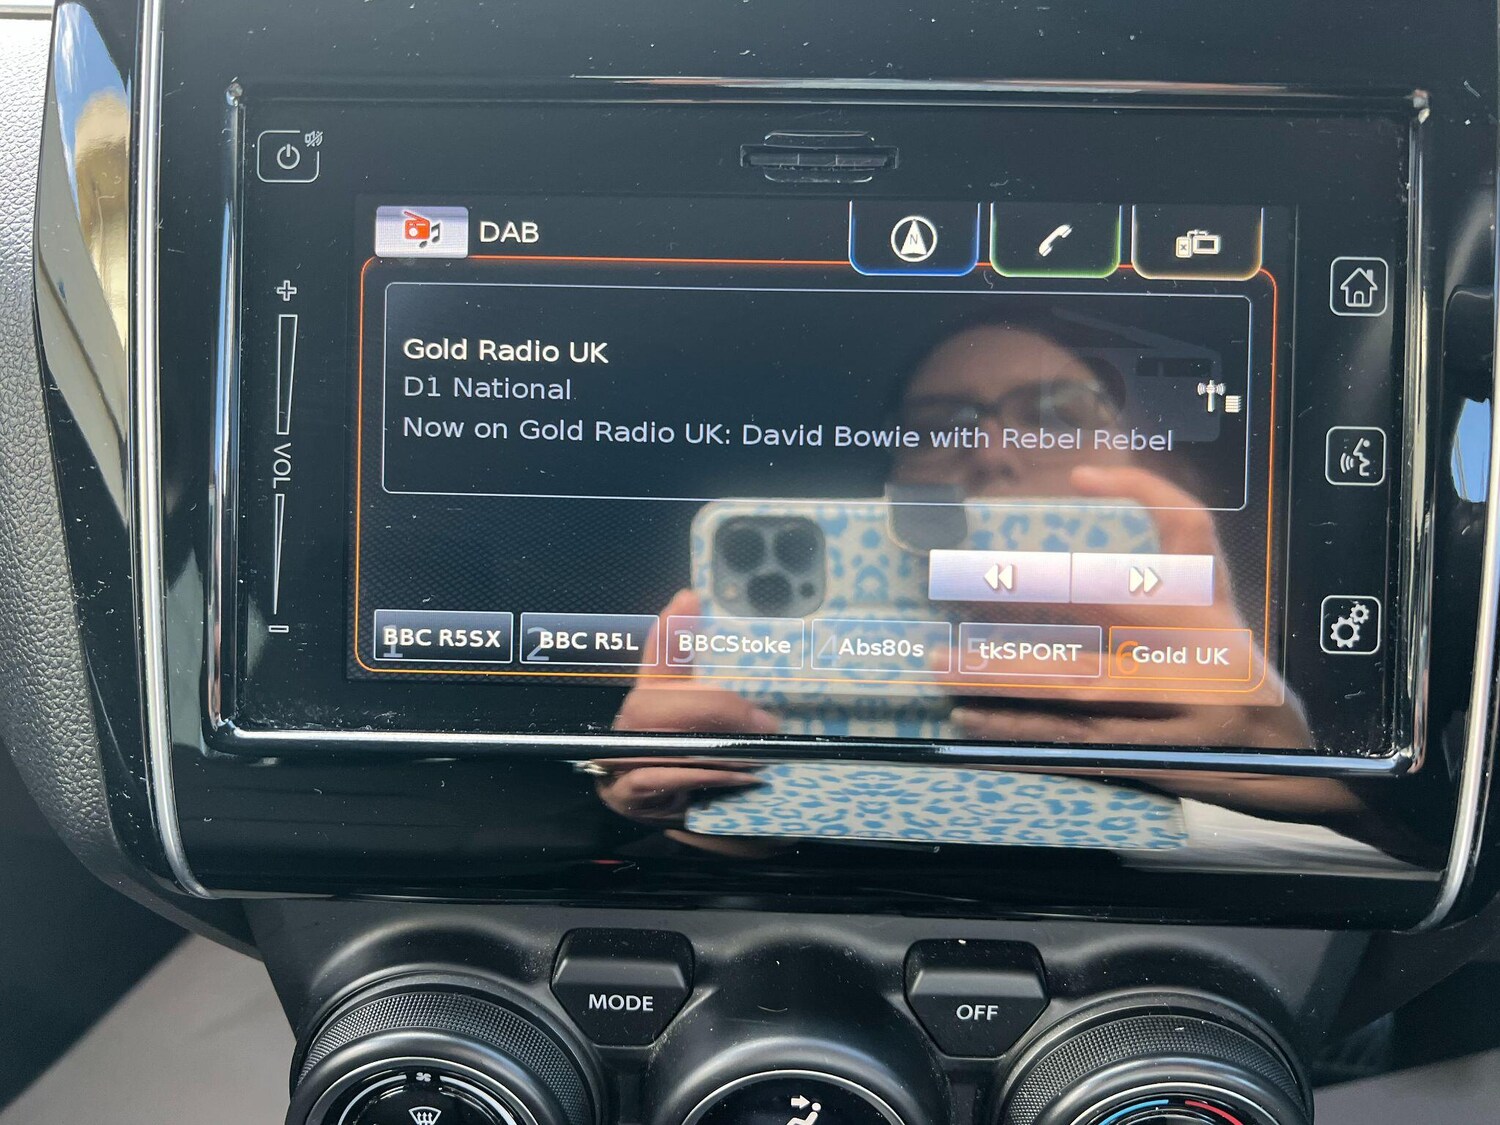 DAB
N
Gold Radio UK
D1 National
Now on Gold Radio UK: David Bowie with Rebel Rebel
VOL
1 BBC R5SX
2 BBC R5L
3 BBCStoke
4 Abs80s
5 tkSPORT
6 Gold UK
MODE
OFF